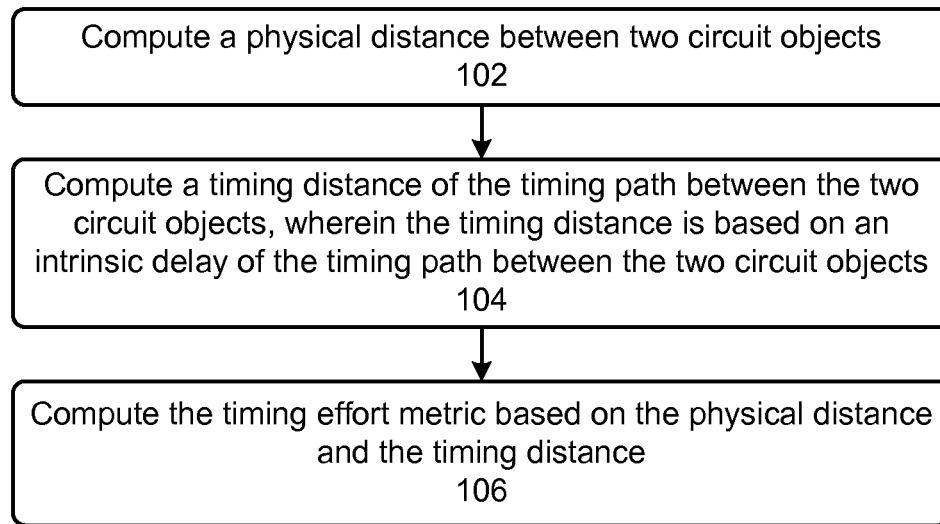 Compute a physical distance between two circuit objects
102
Compute a timing distance of the timing path between the two
circuit objects, wherein the timing distance is based on an
intrinsic delay of the timing path between the two circuit objects
104
Compute the timing effort metric based on the physical distance
and the timing distance
106